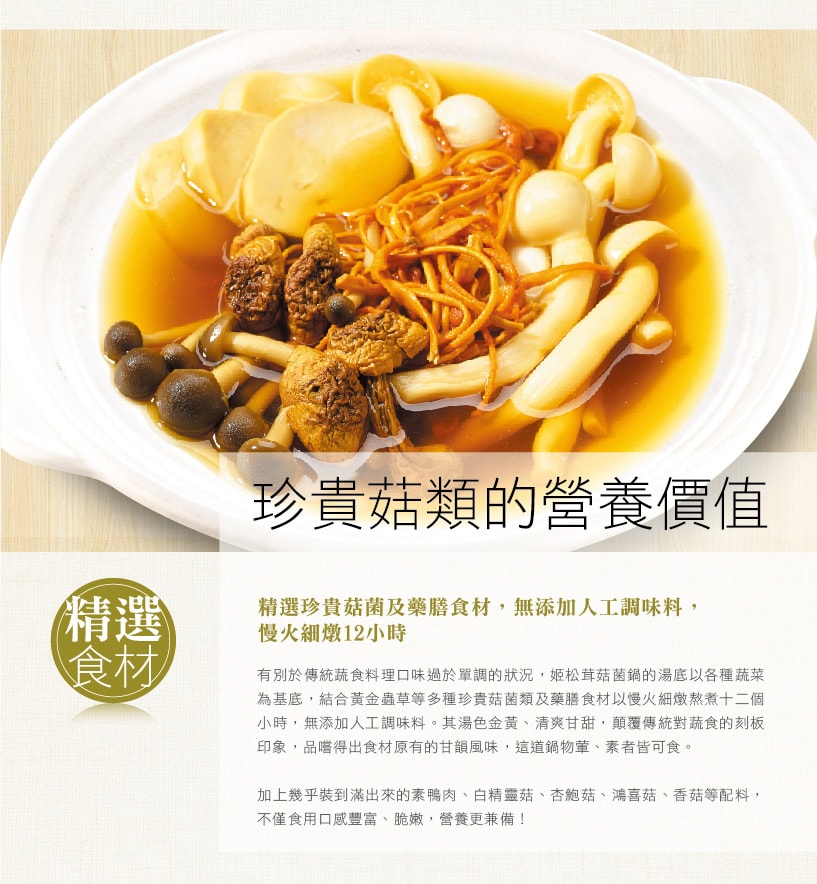 珍貴菇類的營養價值
精選
食材
精選珍貴菇菌及藥膳食材，無添加人工調味料，
慢火細燉12小時
有別於傳統蔬食料理口味過於單調的狀況，姬松茸菇菌鍋的湯底以各種蔬菜
為基底，結合黃金蟲草等多種珍貴菇菌類及藥膳食材以慢火細燉熬煮十二個
小時，無添加人工調味料。其湯色金黃、清爽甘甜，顛覆傳統對蔬食的刻板
印象，品嚐得出食材原有的甘韻風味，這道鍋物葷、素者皆可食。
加上幾乎裝到滿出來的素鴨肉、白精靈菇、杏鮑菇、鴻喜菇、香菇等配料，
不僅食用口感豐富、脆嫩，營養更兼備！